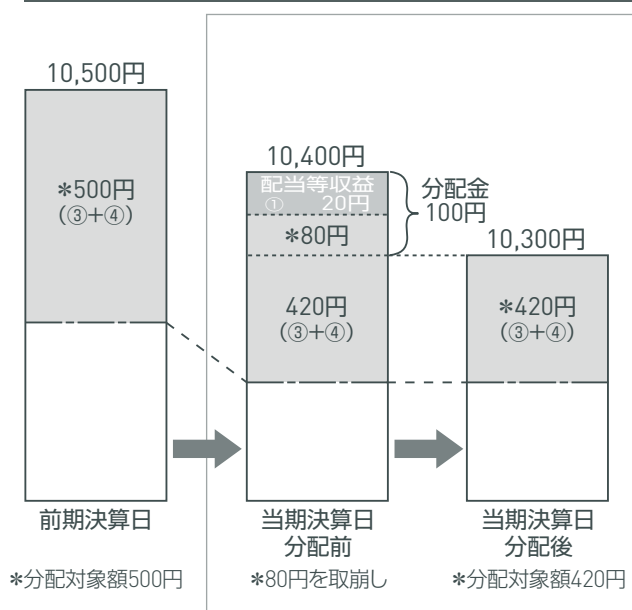 10,500円
*500円
(③+④)
前期決算日
*分配対象額500円
10,400円
配当等収益
① 20円
*80円
分配金
100円
420円
(③+④)
当期決算日
分配前
*80円を取崩し
10,300円
*420円
(③+④)
当期決算日
分配後
*分配対象額420円